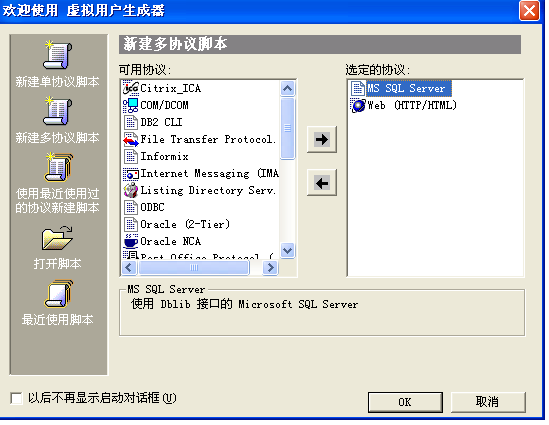 欢迎使用 虚拟用户生成器
新建多协议脚本
新建单协议脚本
新建多协议脚本
使用最近使用过
的协议新建脚本
打开脚本
最近使用脚本
可用协议:
Citrix_ICA
COM/DCOM
DB2 CLI
File Transfer Protocol.
Informix
Internet Messaging (IMA
Listing Directory Serv.
ODBC
Oracle (2-Tier)
Oracle NCA
Post Office Protocol (
选定的协议:
MS SQL Server
Web (HTTP/HTML)
MS SQL Server
使用 Dblib 接口的 Microsoft SQL Server
以后不再显示启动对话框(U)
OK
取消